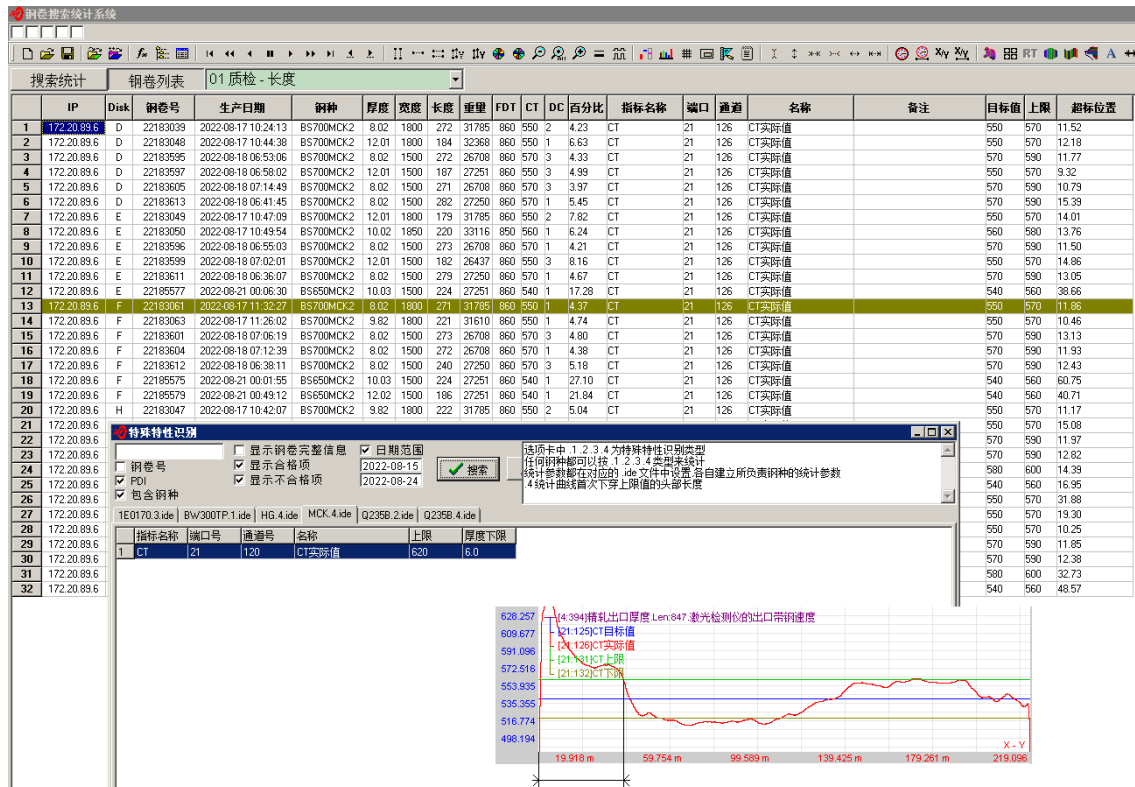 钢卷搜索统计系统
搜索统计 钢卷列表 01 质检 - 长度
IP Disk 钢卷号 生产日期 钢种 厚度 宽度 长度 重量 FDT CT DC 百分比 指标名称 端口 通道 名称 备注 目标值 上限 超标位置
1 172.20.89.6 D 22183039 2022-08-17 10:24:13 BS700MCK2 8.02 1800 272 31785 860 550 2 4.23 CT 21 126 CT实际值 550 570 11.52
2 172.20.89.6 D 22183048 2022-08-17 10:44:38 BS700MCK2 12.01 1800 184 32368 860 550 1 6.63 CT 21 126 CT实际值 550 570 12.18
3 172.20.89.6 D 22183595 2022-08-18 06:53:06 BS700MCK2 8.02 1500 272 26708 860 570 3 4.33 CT 21 126 CT实际值 570 590 11.77
4 172.20.89.6 D 22183597 2022-08-18 06:58:02 BS700MCK2 12.01 1500 187 27251 860 550 3 4.99 CT 21 126 CT实际值 550 570 9.32
5 172.20.89.6 D 22183605 2022-08-18 07:14:49 BS700MCK2 8.02 1500 271 26708 860 570 3 3.97 CT 21 126 CT实际值 570 590 10.79
6 172.20.89.6 D 22183613 2022-08-18 06:41:45 BS700MCK2 8.02 1500 282 27250 860 570 1 5.45 CT 21 126 CT实际值 570 590 15.39
7 172.20.89.6 E 22183049 2022-08-17 10:47:09 BS700MCK2 12.01 1800 179 31785 860 550 2 7.82 CT 21 126 CT实际值 550 570 14.01
8 172.20.89.6 E 22183050 2022-08-17 10:49:54 BS700MCK2 10.02 1850 220 33116 850 560 1 6.24 CT 21 126 CT实际值 560 580 13.76
9 172.20.89.6 E 22183596 2022-08-18 06:55:03 BS700MCK2 8.02 1500 273 26708 860 570 1 4.21 CT 21 126 CT实际值 570 590 11.50
10 172.20.89.6 E 22183599 2022-08-18 07:02:01 BS700MCK2 12.01 1500 182 26437 860 550 3 8.16 CT 21 126 CT实际值 550 570 14.86
11 172.20.89.6 E 22183611 2022-08-18 06:36:07 BS700MCK2 8.02 1500 279 27250 860 570 1 4.67 CT 21 126 CT实际值 570 590 13.05
12 172.20.89.6 E 22185577 2022-08-21 00:06:30 BS650MCK2 10.03 1500 224 27251 860 540 1 17.28 CT 21 126 CT实际值 540 560 38.66
13 172.20.89.6 F 22183061 2022-08-17 11:32:27 BS700MCK2 8.02 1800 271 31785 860 550 1 4.37 CT 21 126 CT实际值 550 570 11.86
14 172.20.89.6 F 22183063 2022-08-17 11:26:02 BS700MCK2 9.82 1800 221 31610 860 550 1 4.74 CT 21 126 CT实际值 550 570 10.46
15 172.20.89.6 F 22183601 2022-08-18 07:06:19 BS700MCK2 8.02 1500 273 26708 860 570 3 4.80 CT 21 126 CT实际值 570 590 13.13
16 172.20.89.6 F 22183604 2022-08-18 07:12:39 BS700MCK2 8.02 1500 272 26708 860 570 1 4.38 CT 21 126 CT实际值 570 590 11.93
17 172.20.89.6 F 22183612 2022-08-18 06:38:11 BS700MCK2 8.02 1500 240 27250 860 570 3 5.18 CT 21 126 CT实际值 570 590 12.43
18 172.20.89.6 F 22185575 2022-08-21 00:01:55 BS650MCK2 10.03 1500 224 27251 860 540 1 27.10 CT 21 126 CT实际值 540 560 60.75
19 172.20.89.6 F 22185579 2022-08-21 00:49:12 BS650MCK2 12.02 1500 186 27251 860 540 1 21.84 CT 21 126 CT实际值 540 560 40.71
20 172.20.89.6 H 22183047 2022-08-17 10:42:07 BS700MCK2 9.82 1800 222 31785 860 550 2 5.04 CT 21 126 CT实际值 550 570 11.17
21 172.20.89.6 550 570 15.08
22 172.20.89.6 570 590 11.97
23 172.20.89.6 570 590 12.82
24 172.20.89.6 580 600 14.39
25 172.20.89.6 540 560 16.95
26 172.20.89.6 550 570 31.88
27 172.20.89.6 550 570 19.30
28 172.20.89.6 550 570 10.25
29 172.20.89.6 570 590 11.85
30 172.20.89.6 570 590 12.38
31 172.20.89.6 580 600 32.73
32 172.20.89.6 540 560 48.57
特殊特性识别
显示钢卷完整信息 日期范围
钢卷号 显示合格项 2022-08-15
PDI 显示不合格项 2022-08-24
包含钢种
搜索
选项卡中 .1.2.3.4 为特殊特性识别类型
任何钢种都可以按 .1.2.3.4 类型来统计
统计参数都在对应的 .ide 文件中设置.各自建立所负责钢种的统计参数
.4 统计曲线首次下穿上限值的头部长度
1E0170.3.ide BW300TP.1.ide HG.4.ide MCK.4.ide Q235B.2.ide Q235B.4.ide
指标名称 端口号 通道号 名称 上限 厚度下限
1 CT 21 120 CT实际值 620 6.0
628.257 [4:394]精轧出口厚度.Len:847.激光检测仪的出口带钢速度
609.677 [21:125]CT目标值
591.096 [21:126]CT实际值
572.516 [21:131]CT上限
553.935 [21:132]CT下限
535.355
516.774
498.194
X - Y
19.918 m 59.754 m 99.589 m 139.425 m 179.261 m 219.096